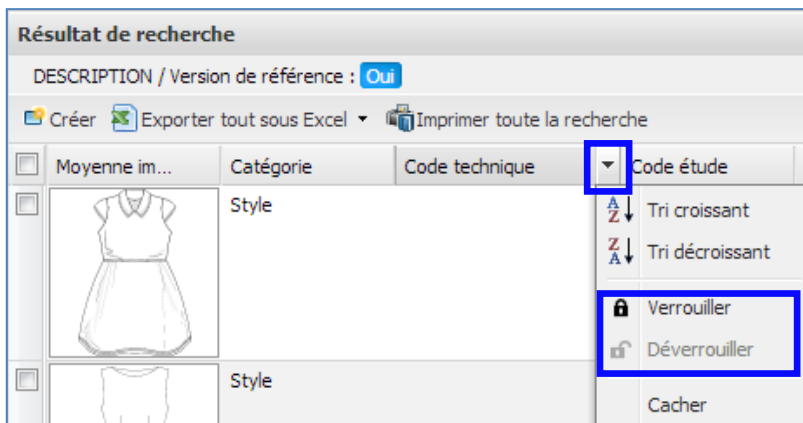 Résultat de recherche
DESCRIPTION / Version de référence : Oui
Créer Exporter tout sous Excel Imprimer toute la recherche
Moyenne im... Catégorie Code technique Code étude
Style
A Z Tri croissant
Z A Tri décroissant
Verrouiller
Déverrouiller
Style
Cacher